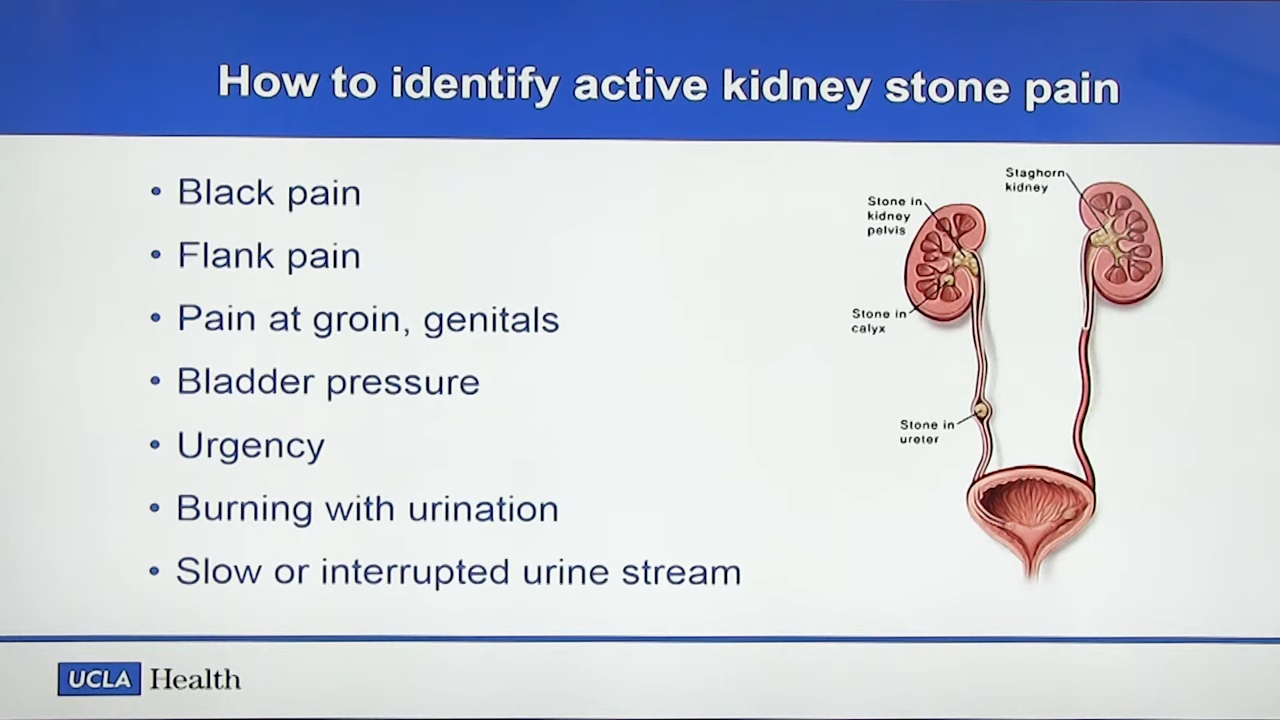 How to identify active kidney stone pain
• Black pain
• Flank pain
• Pain at groin, genitals
• Bladder pressure
• Urgency
• Burning with urination
• Slow or interrupted urine stream
Staghorn
kidney
Stone in
kidney
pelvis
Stone in
calyx
Stone in
ureter
UCLA Health